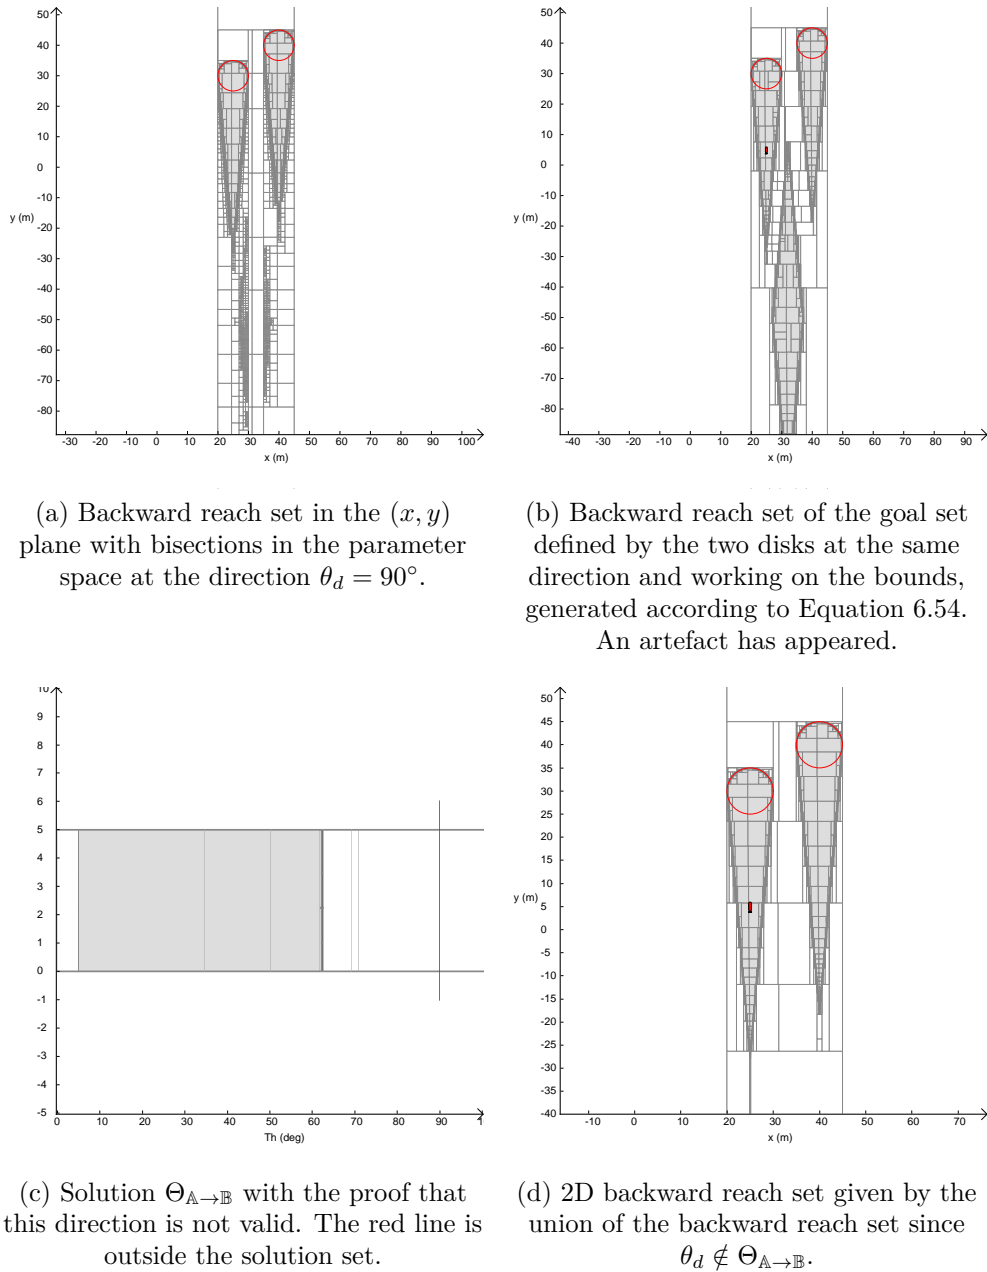 50
40
30
20
10
0
-10
y (m)
-20
-30
-40
-50
-60
-70
-80
-30 -20 -10 0 10 20 30 40 50 60 70 80 90 100
x (m)
50
40
30
20
10
0
-10
y (m)
-20
-30
-40
-50
-60
-70
-80
-40 -30 -20 -10 0 10 20 30 40 50 60 70 80 90
x (m)
(a) Backward reach set in the (x, y)
plane with bisections in the parameter
space at the direction θd = 90°.
(b) Backward reach set of the goal set
defined by the two disks at the same
direction and working on the bounds,
generated according to Equation 6.54.
An artefact has appeared.
10
9
8
7
6
5
4
3
2
1
0
-1
-2
-3
-4
-5
0 10 20 30 40 50 60 70 80 90
Th (deg)
50
45
40
35
30
25
20
15
10
y (m)
5
0
-5
-10
-15
-20
-25
-30
-35
-40
-10 0 10 20 30 40 50 60 70
x (m)
(c) Solution Θ𝔸→𝔹 with the proof that
this direction is not valid. The red line is
outside the solution set.
(d) 2D backward reach set given by the
union of the backward reach set since
θd ∉ Θ𝔸→𝔹.